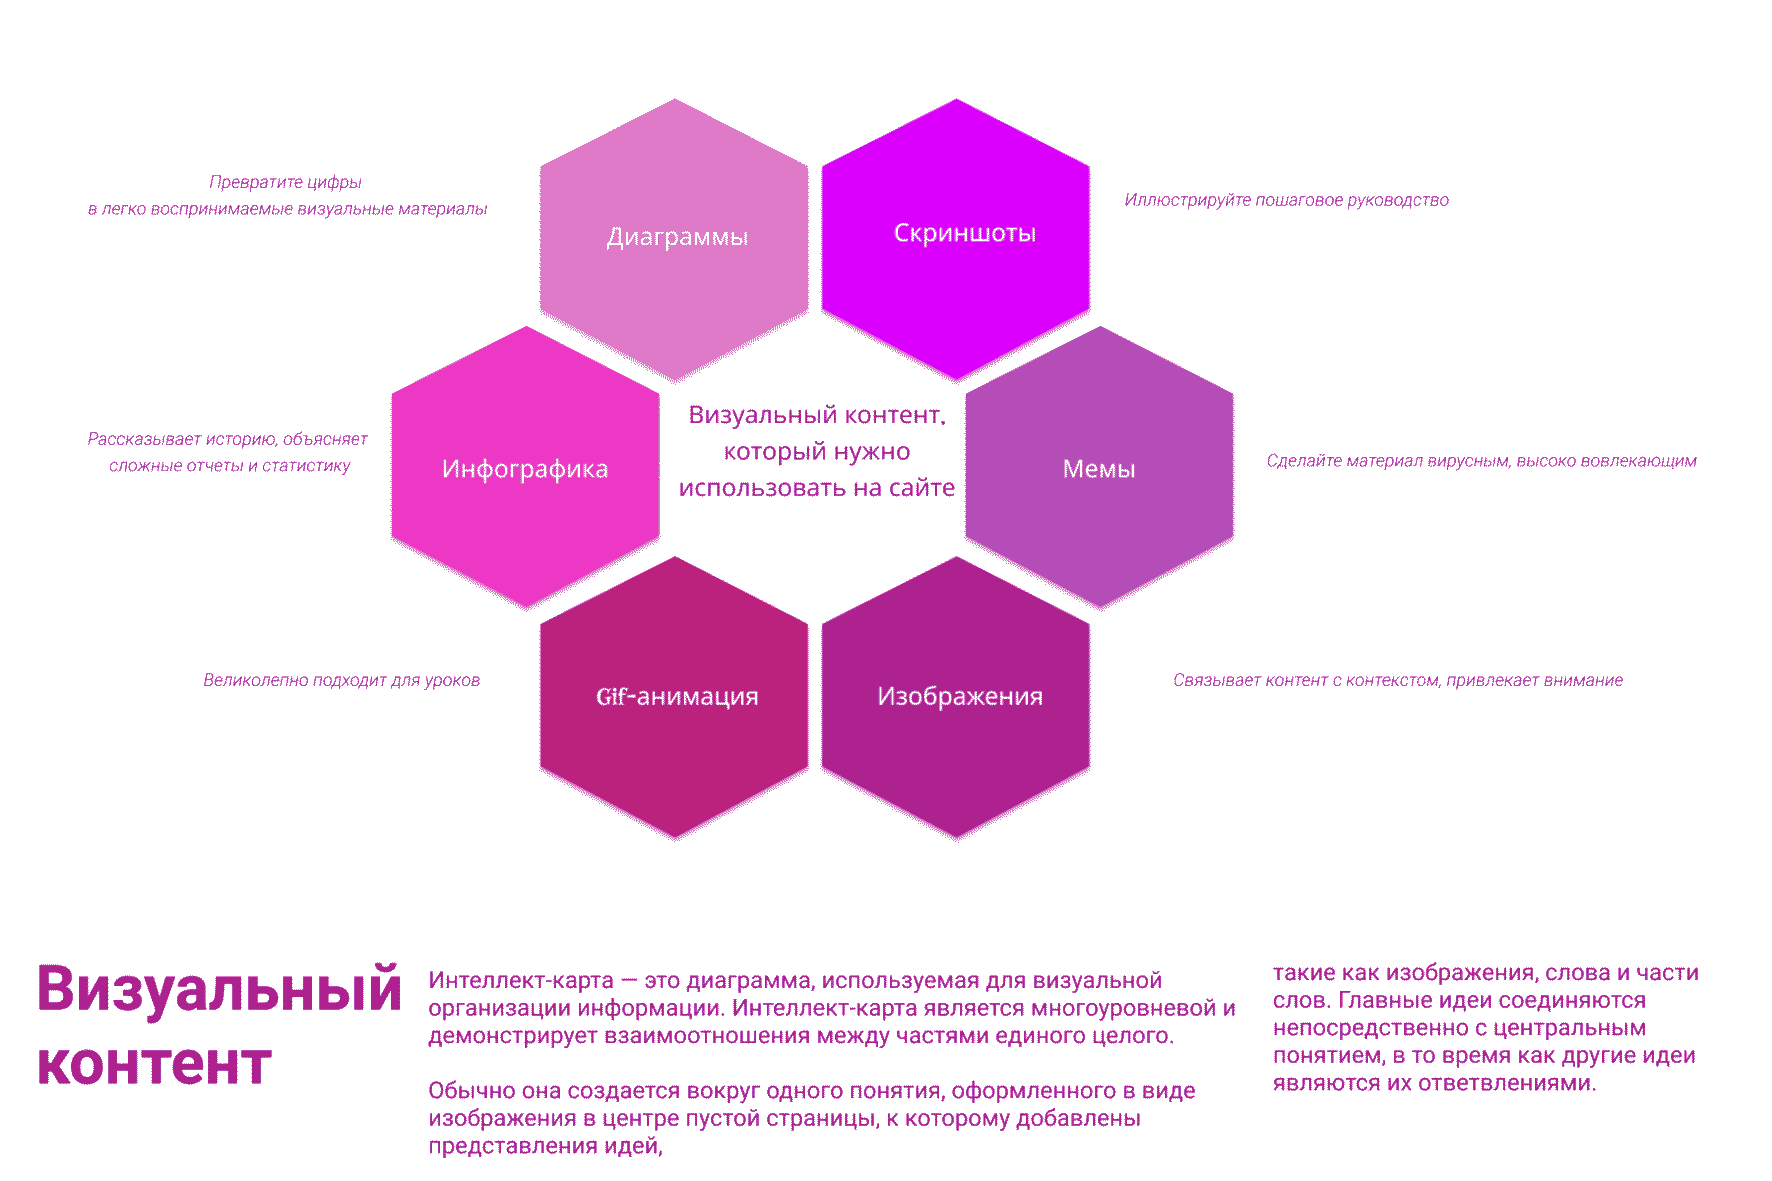 Превратите цифры
в легко воспринимаемые визуальные материалы
Диаграммы
Скриншоты
Иллюстрируйте пошаговое руководство
Рассказывает историю, объясняет
сложные отчеты и статистику
Инфографика
Визуальный контент,
который нужно
использовать на сайте
Мемы
Сделайте материал вирусным, высоко вовлекающим
Великолепно подходит для уроков
Gif-анимация
Изображения
Связывает контент с контекстом, привлекает внимание
Визуальный
контент
Интеллект-карта — это диаграмма, используемая для визуальной
организации информации. Интеллект-карта является многоуровневой и
демонстрирует взаимоотношения между частями единого целого.
Обычно она создается вокруг одного понятия, оформленного в виде
изображения в центре пустой страницы, к которому добавлены
представления идей,
такие как изображения, слова и части
слов. Главные идеи соединяются
непосредственно с центральным
понятием, в то время как другие идеи
являются их ответвлениями.